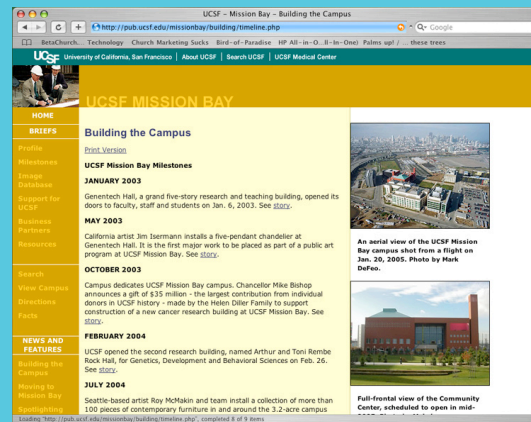 UCSF - Mission Bay - Building the Campus
http://pub.ucsf.edu/missionbay/building/timeline.php
Google
BetaChurch... Technology Church Marketing Sucks Bird-of-Paradise HP All-in-O...ll-In-One) Palms up! / ... these trees
UCSF University of California, San Francisco | About UCSF | Search UCSF | UCSF Medical Center
UCSF MISSION BAY
HOME
BRIEFS
Profile
Milestones
Image
Database
Support for
UCSF
Business
Partners
Resources
Search
View Campus
Directions
Facts
NEWS AND
FEATURES
Building the
Campus
Moving to
Mission Bay
Spotlighting
Building the Campus
Print Version
UCSF Mission Bay Milestones
JANUARY 2003
Genentech Hall, a grand five-story research and teaching building, opened its
doors to faculty, staff and students on Jan. 6, 2003. See story.
MAY 2003
California artist Jim Isermann installs a five-pendant chandelier at
Genentech Hall. It is the first major work to be placed as part of a public art
program at UCSF Mission Bay. See story.
OCTOBER 2003
Campus dedicates UCSF Mission Bay campus. Chancellor Mike Bishop
announces a gift of $35 million - the largest contribution from individual
donors in UCSF history - made by the Helen Diller Family to support
construction of a new cancer research building at UCSF Mission Bay. See
story.
FEBRUARY 2004
UCSF opened the second research building, named Arthur and Toni Rembe
Rock Hall, for Genetics, Development and Behavioral Sciences on Feb. 26.
See story.
JULY 2004
Seattle-based artist Roy McMakin and team install a collection of more than
100 pieces of contemporary furniture in and around the 3.2-acre campus
An aerial view of the UCSF Mission
Bay campus shot from a flight on
Jan. 20, 2005. Photo by Mark
DeFeo.
Full-frontal view of the Community
Center, scheduled to open in mid-
Loading "http://pub.ucsf.edu/missionbay/building/timeline.php", completed 8 of 9 items